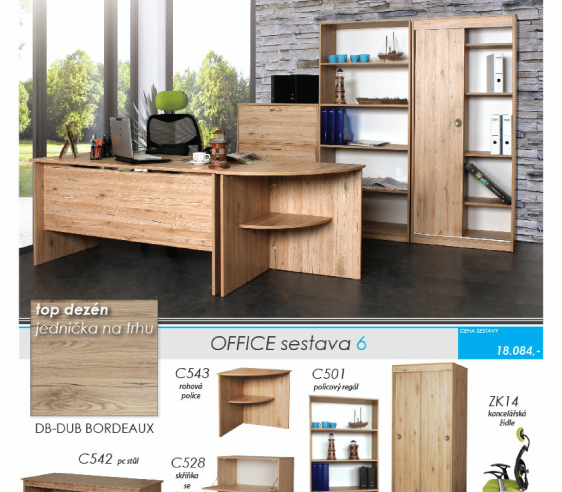 top dezén
jednička na trhu
DB-DUB BORDEAUX
OFFICE sestava 6
CENA SESTAVY
18.084,-
C543
rohová
police
C501
policový regál
ZK14
kancelářská
židle
C542 pc stůl
C528
skříňka
se